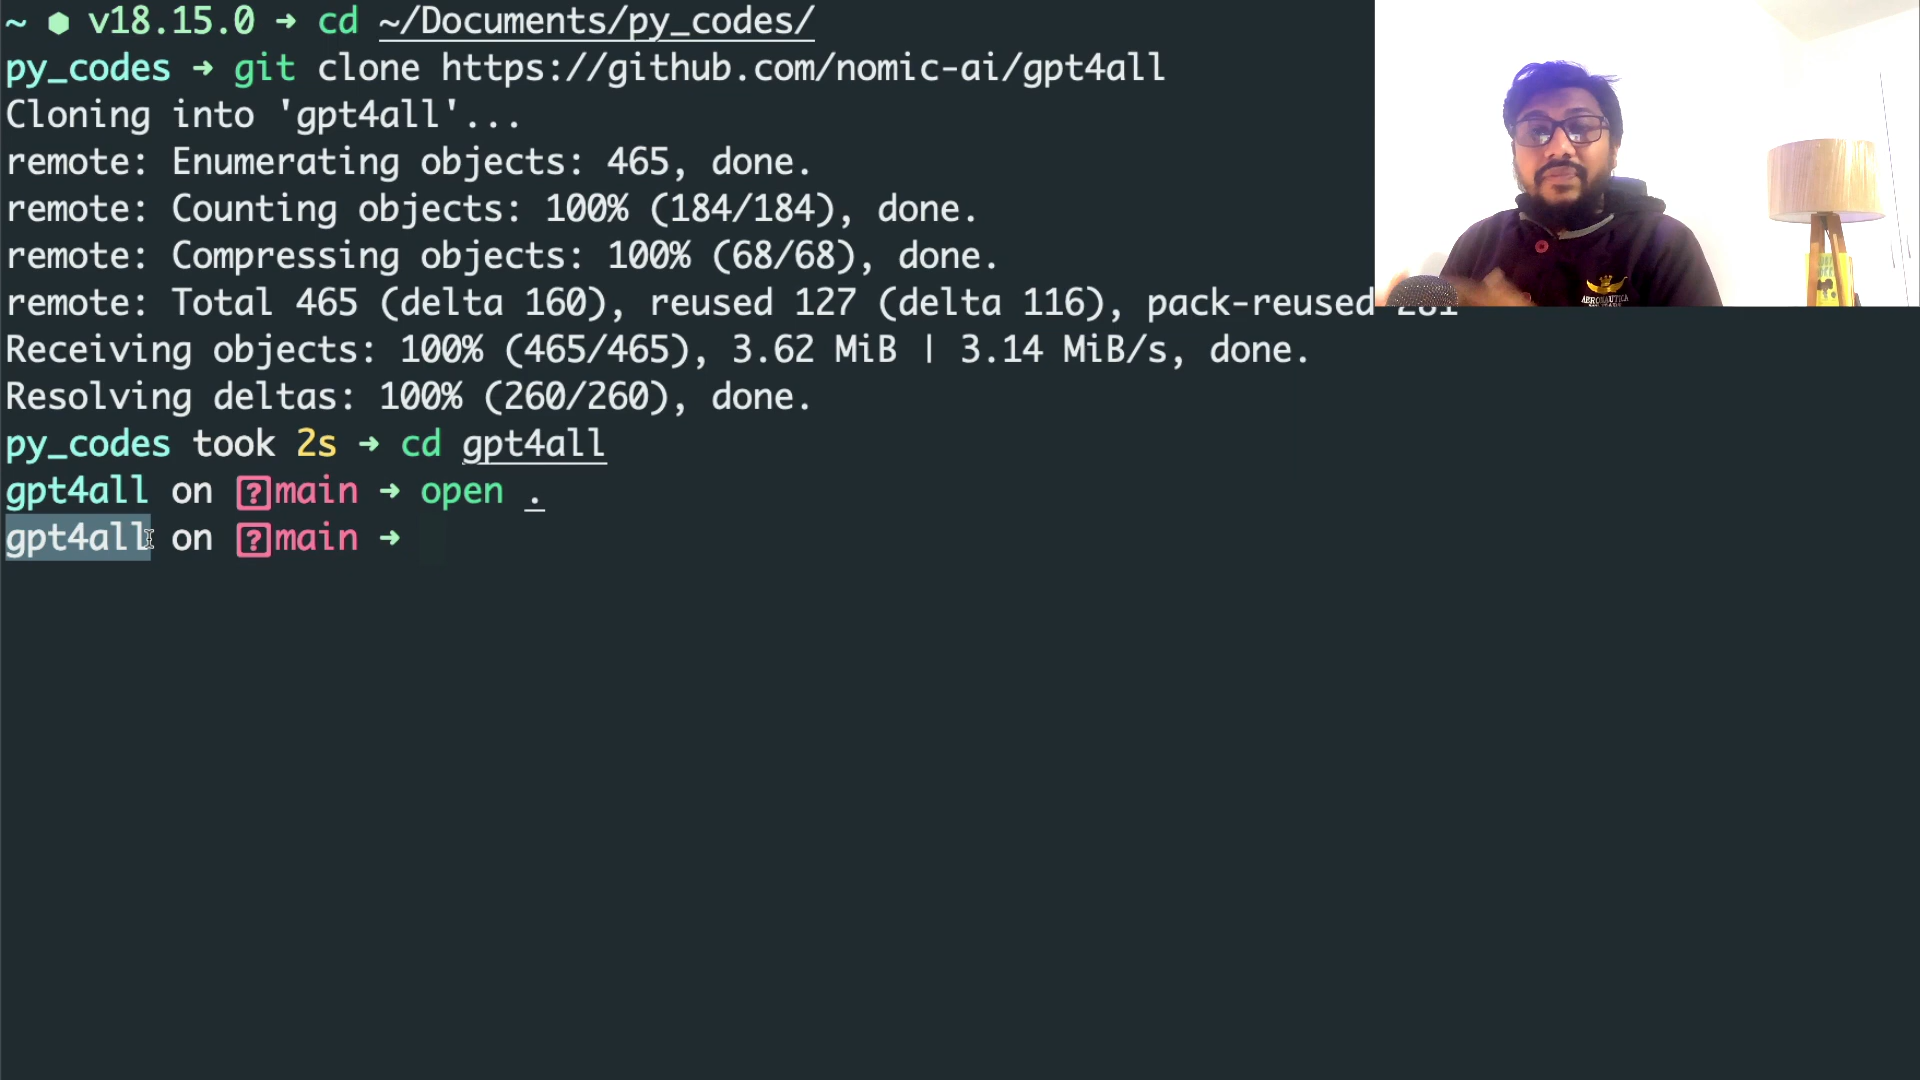 ~ ⬢ v18.15.0 → cd ~/Documents/py_codes/
py_codes → git clone https://github.com/nomic-ai/gpt4all
Cloning into 'gpt4all'...
remote: Enumerating objects: 465, done.
remote: Counting objects: 100% (184/184), done.
remote: Compressing objects: 100% (68/68), done.
remote: Total 465 (delta 160), reused 127 (delta 116), pack-reused
Receiving objects: 100% (465/465), 3.62 MiB | 3.14 MiB/s, done.
Resolving deltas: 100% (260/260), done.
py_codes took 2s → cd gpt4all
gpt4all on ?main → open .
gpt4all on ?main →
AERONAUTICA